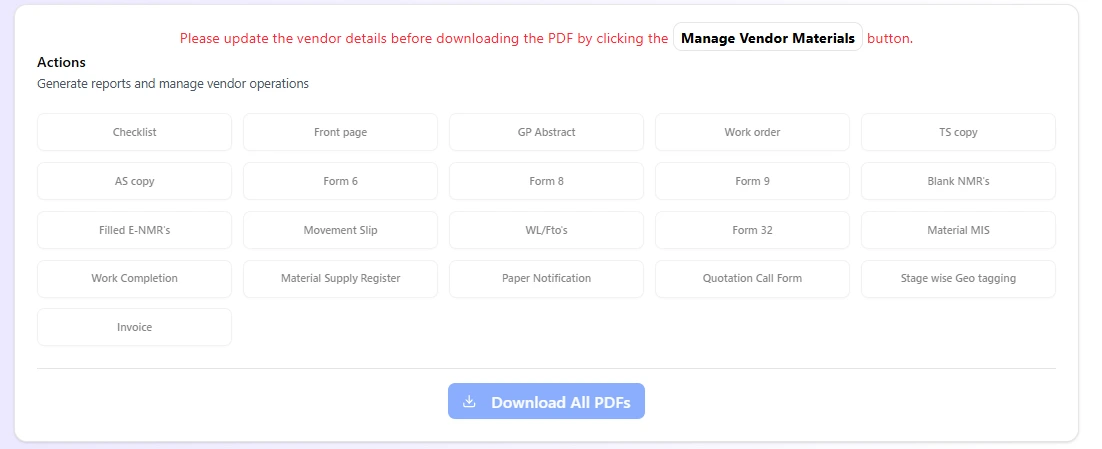 Please update the vendor details before downloading the PDF by clicking the Manage Vendor Materials button.
Actions
Generate reports and manage vendor operations
Checklist Front page GP Abstract Work order TS copy
AS copy Form 6 Form 8 Form 9 Blank NMR's
Filled E-NMR's Movement Slip WL/Fto's Form 32 Material MIS
Work Completion Material Supply Register Paper Notification Quotation Call Form Stage wise Geo tagging
Invoice
Download All PDFs